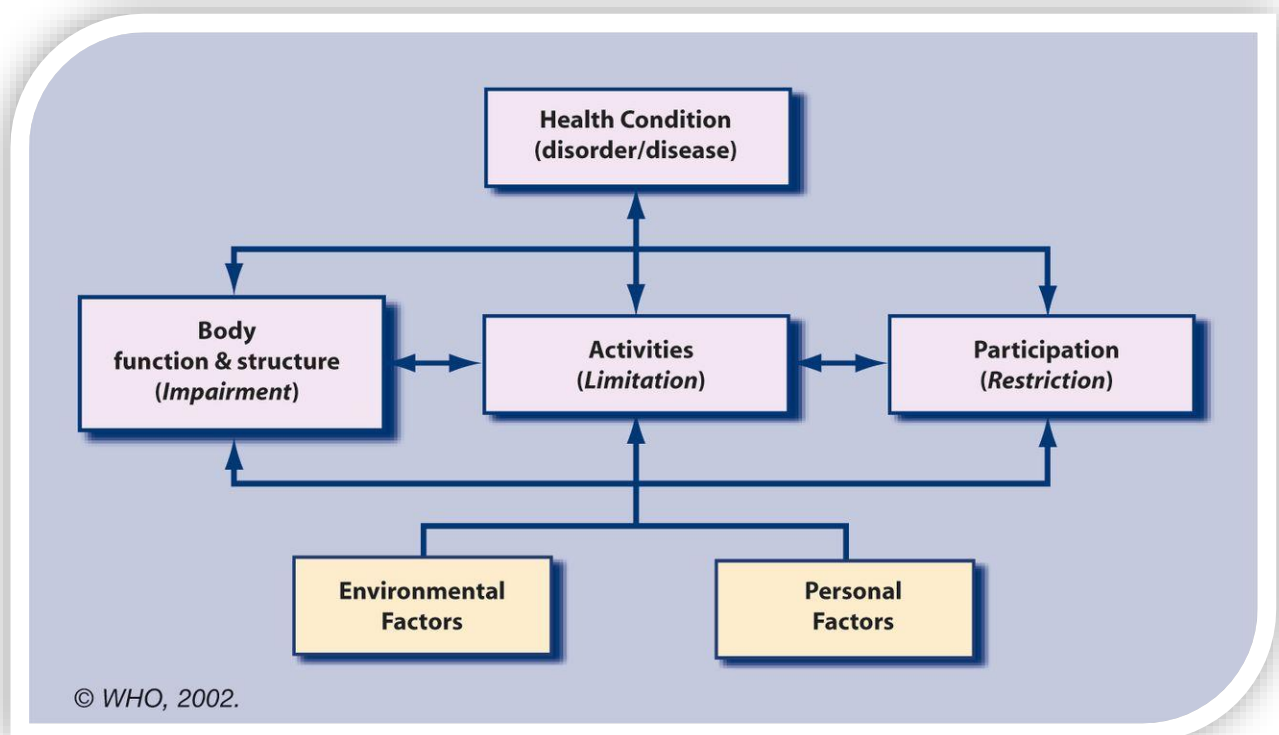 Health Condition
(disorder/disease)
Body
function & structure
(Impairment)
Activities
(Limitation)
Participation
(Restriction)
Environmental
Factors
Personal
Factors
© WHO, 2002.